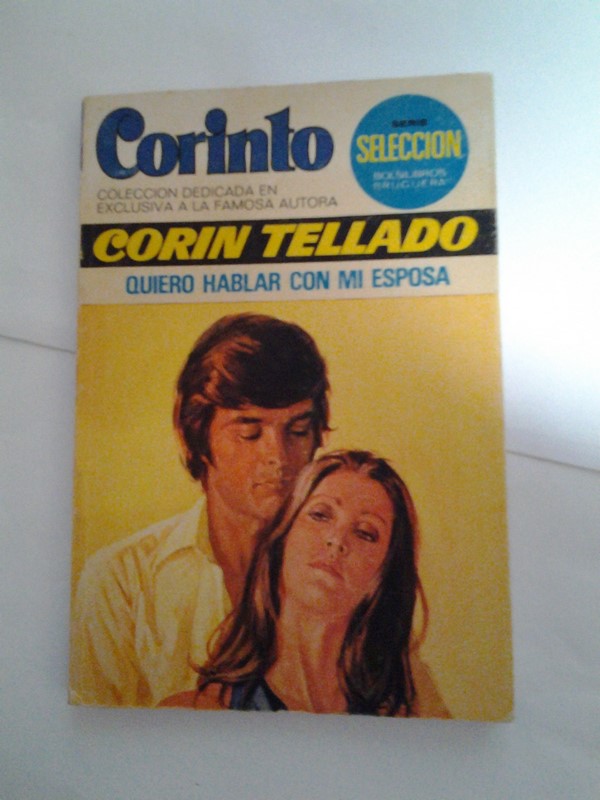 Corinto
COLECCION DEDICADA EN
EXCLUSIVA A LA FAMOSA AUTORA
SERIE
SELECCION
BOLSILIBROS
BRUGUERA
CORIN TELLADO
QUIERO HABLAR CON MI ESPOSA